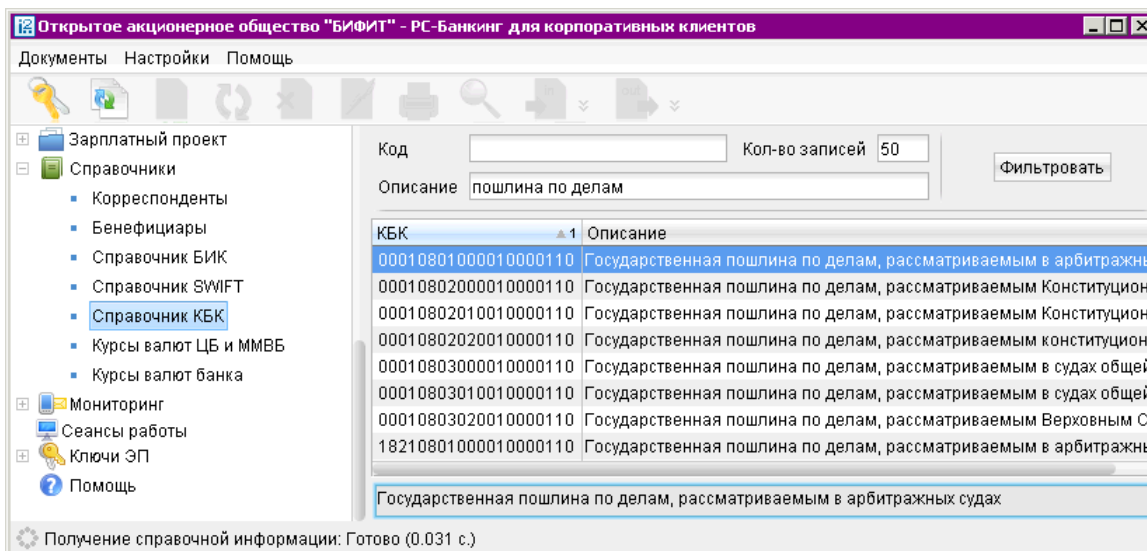 Открытое акционерное общество "БИФИТ" - РС-Банкинг для корпоративных клиентов
Документы Настройки Помощь
in out
Зарплатный проект
Справочники
Корреспонденты
Бенефициары
Справочник БИК
Справочник SWIFT
Справочник КБК
Курсы валют ЦБ и ММВБ
Курсы валют банка
Мониторинг
Сеансы работы
Ключи ЭП
Помощь
Код Кол-во записей 50
Фильтровать
Описание пошлина по делам
КБК 1 Описание
00010801000010000110 Государственная пошлина по делам, рассматриваемым в арбитражны
00010802000010000110 Государственная пошлина по делам, рассматриваемым Конституцион
00010802010010000110 Государственная пошлина по делам, рассматриваемым Конституцион
00010802020010000110 Государственная пошлина по делам, рассматриваемым конституцион
00010803000010000110 Государственная пошлина по делам, рассматриваемым в судах общей
00010803010010000110 Государственная пошлина по делам, рассматриваемым в судах общей
00010803020010000110 Государственная пошлина по делам, рассматриваемым Верховным С
18210801000010000110 Государственная пошлина по делам, рассматриваемым в арбитражны
Государственная пошлина по делам, рассматриваемым в арбитражных судах
Получение справочной информации: Готово (0.031 с.)